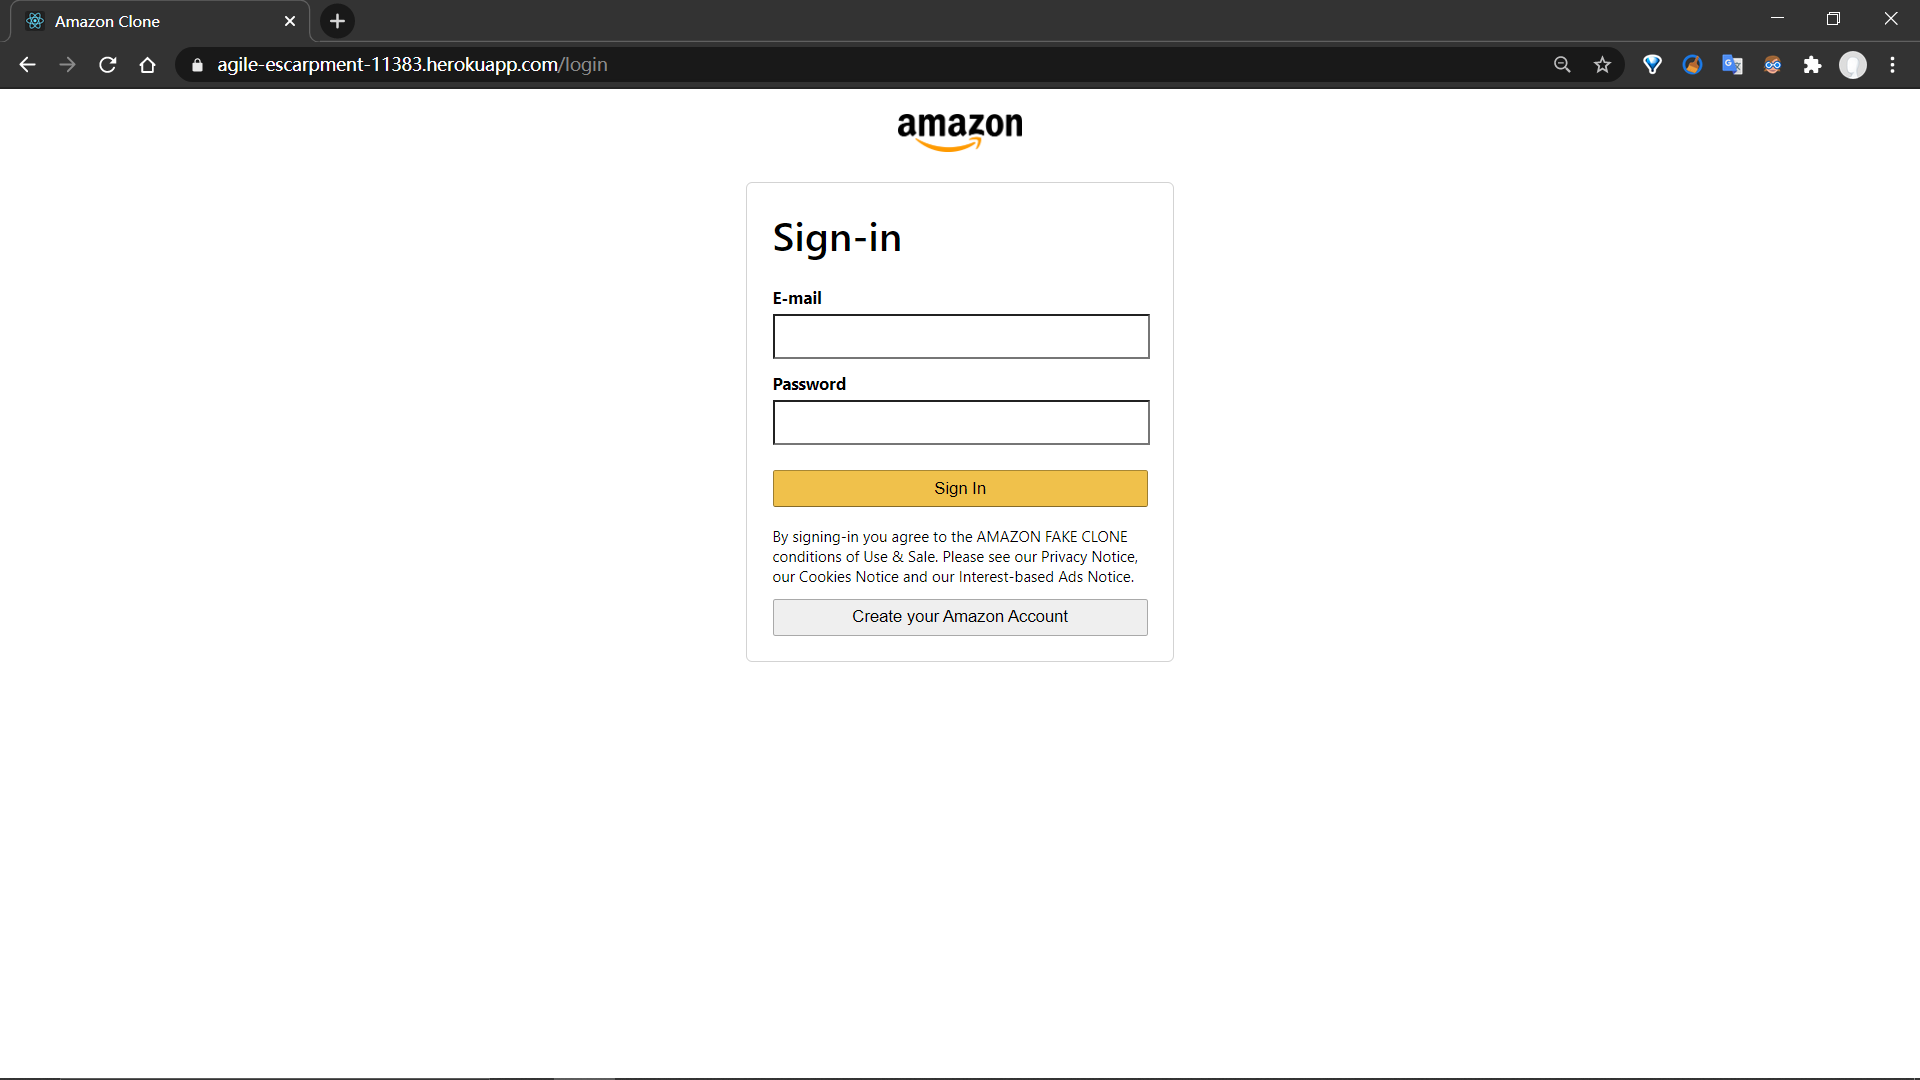 Amazon Clone
agile-escarpment-11383.herokuapp.com/login
amazon
Sign-in
E-mail
Password
Sign In
By signing-in you agree to the AMAZON FAKE CLONE
conditions of Use & Sale. Please see our Privacy Notice,
our Cookies Notice and our Interest-based Ads Notice.
Create your Amazon Account